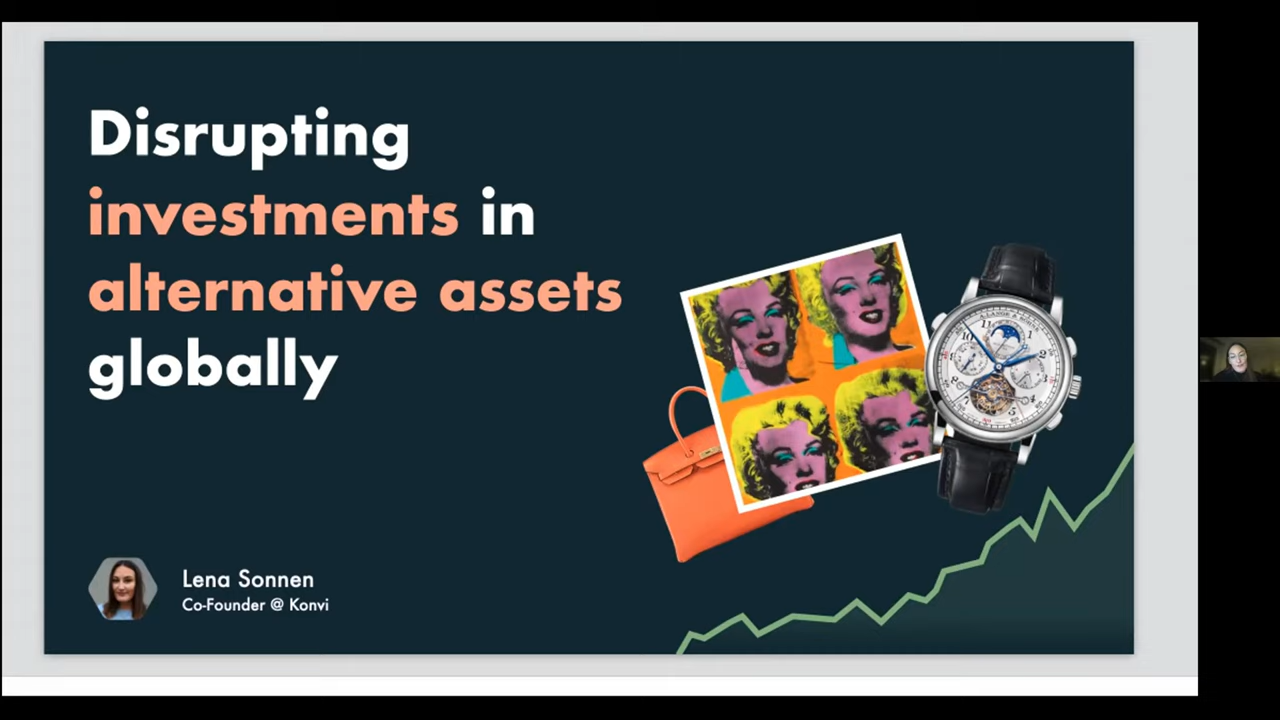 Disrupting
investments in
alternative assets
globally
Lena Sonnen
Co-Founder @ Konvi